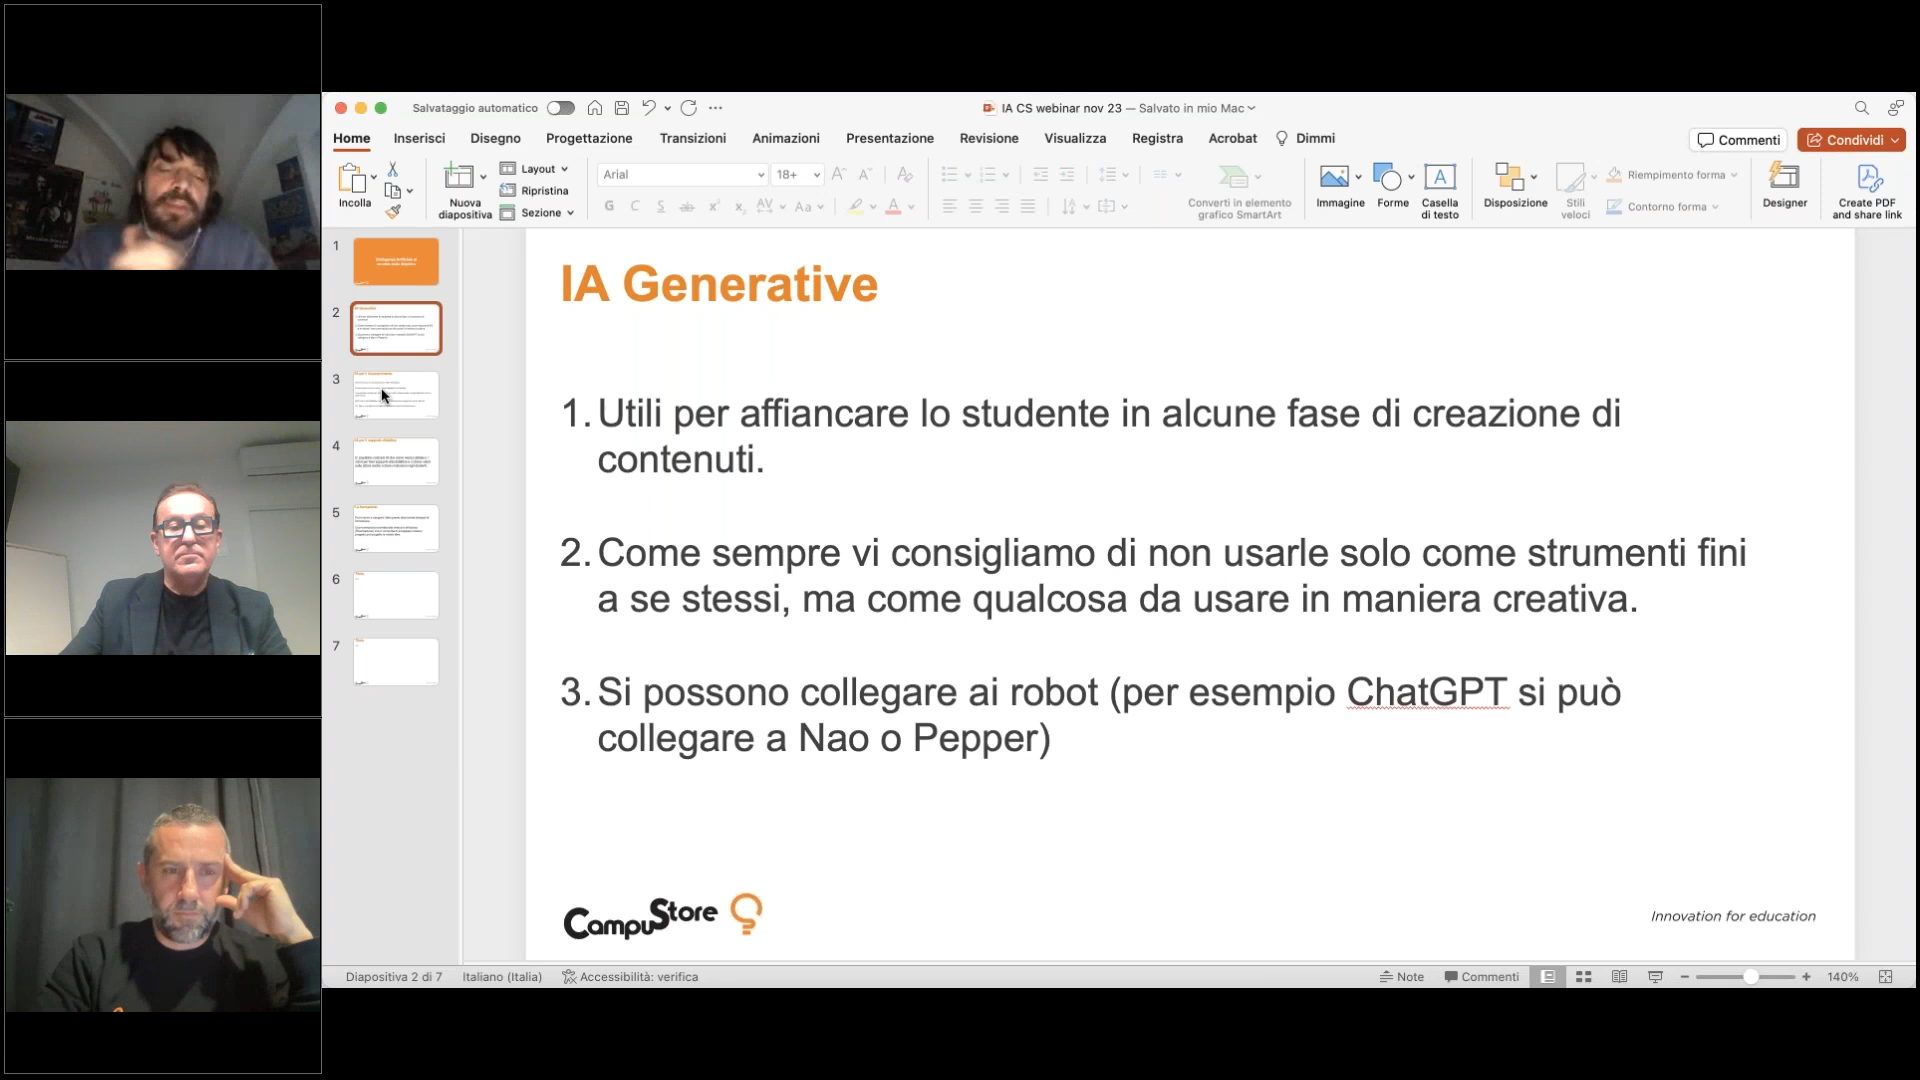 Salvataggio automatico
IA CS webinar nov 23 — Salvato in mio Mac
Home Inserisci Disegno Progettazione Transizioni Animazioni Presentazione Revisione Visualizza Registra Acrobat Dimmi
Commenti Condividi
Incolla
Nuova diapositiva
Layout
Ripristina
Sezione
Arial 18+
Converti in elemento grafico SmartArt
Immagine
Forme
Casella di testo
Disposizione
Stili veloci
Riempimento forma
Contorno forma
Designer
Create PDF and share link
1
2
3
4
5
6
7
IA Generative
1. Utili per affiancare lo studente in alcune fase di creazione di
contenuti.
2. Come sempre vi consigliamo di non usarle solo come strumenti fini
a se stessi, ma come qualcosa da usare in maniera creativa.
3. Si possono collegare ai robot (per esempio ChatGPT si può
collegare a Nao o Pepper)
CampuStore
Innovation for education
Diapositiva 2 di 7 Italiano (Italia) Accessibilità: verifica
Note Commenti 140%